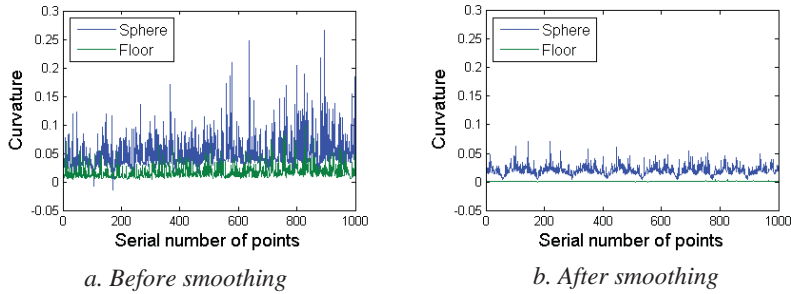 0.3
0.25
0.2
0.15
0.1
0.05
0
-0.05
Curvature
Sphere
Floor
0 200 400 600 800 1000
Serial number of points
a. Before smoothing
0.3
0.25
0.2
0.15
0.1
0.05
0
-0.05
Curvature
Sphere
Floor
0 200 400 600 800 1000
Serial number of points
b. After smoothing